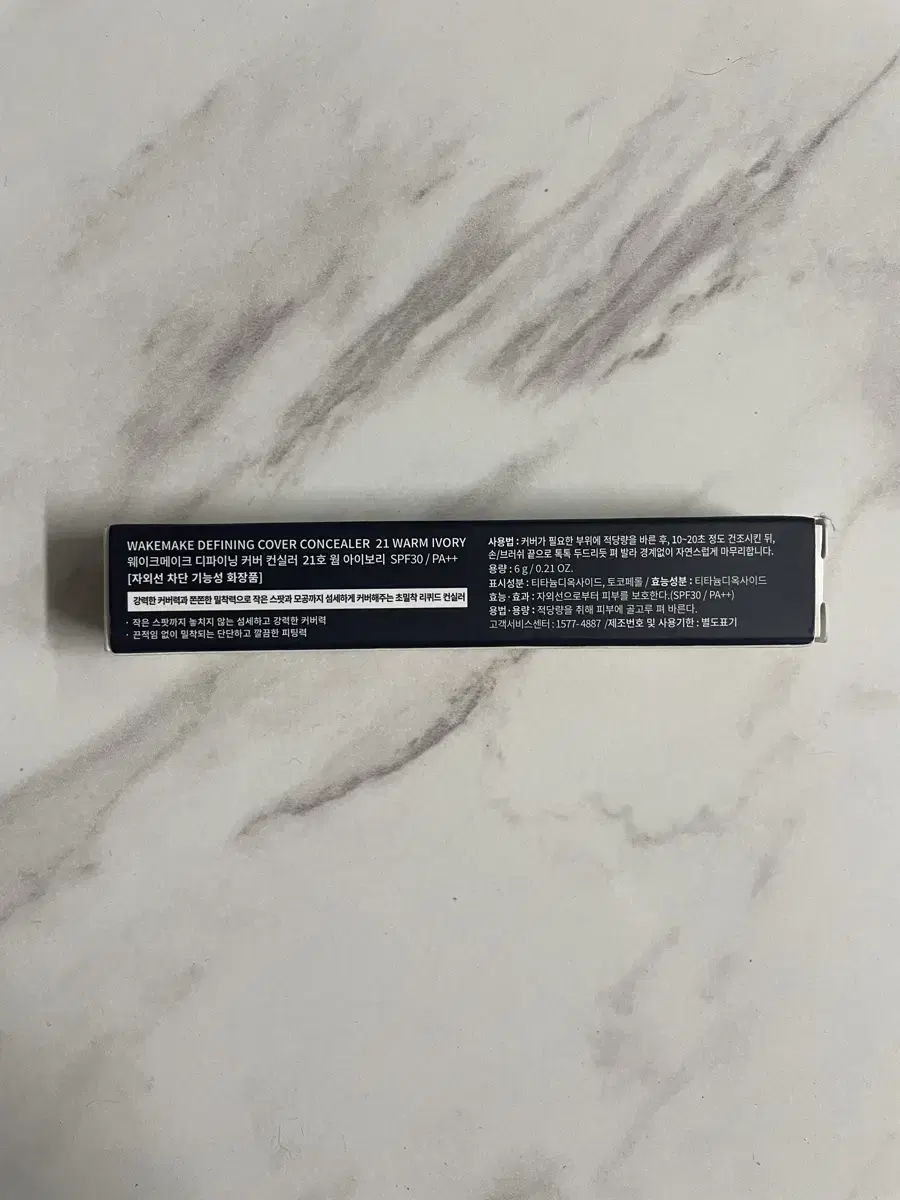 WAKEMAKE DEFINING COVER CONCEALER 21 WARM IVORY
웨이크메이크 디파이닝 커버 컨실러 21호 웜 아이보리 SPF30 / PA++
[자외선 차단 기능성 화장품]
강력한 커버력과 쫀쫀한 밀착력으로 작은 스팟과 모공까지 섬세하게 커버해주는 초밀착 리퀴드 컨실러
· 작은 스팟까지 놓치지 않는 섬세하고 강력한 커버력
· 끈적임 없이 밀착되는 단단하고 깔끔한 피팅력
사용법 : 커버가 필요한 부위에 적당량을 바른 후, 10~20초 정도 건조시킨 뒤,
손/브러쉬 끝으로 톡톡 두드리듯 펴 발라 경계없이 자연스럽게 마무리합니다.
용량 : 6 g / 0.21 OZ.
표시성분 : 티타늄디옥사이드, 토코페롤 / 효능성분 : 티타늄디옥사이드
효능·효과 : 자외선으로부터 피부를 보호한다.(SPF30 / PA++)
용법·용량 : 적당량을 취해 피부에 골고루 펴 바른다.
고객서비스센터 : 1577-4887 /제조번호 및 사용기한 : 별도표기